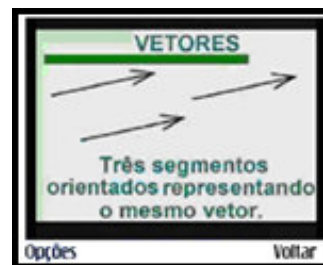 VETORES
Três segmentos
orientados representando
o mesmo vetor.
Opções Voltar